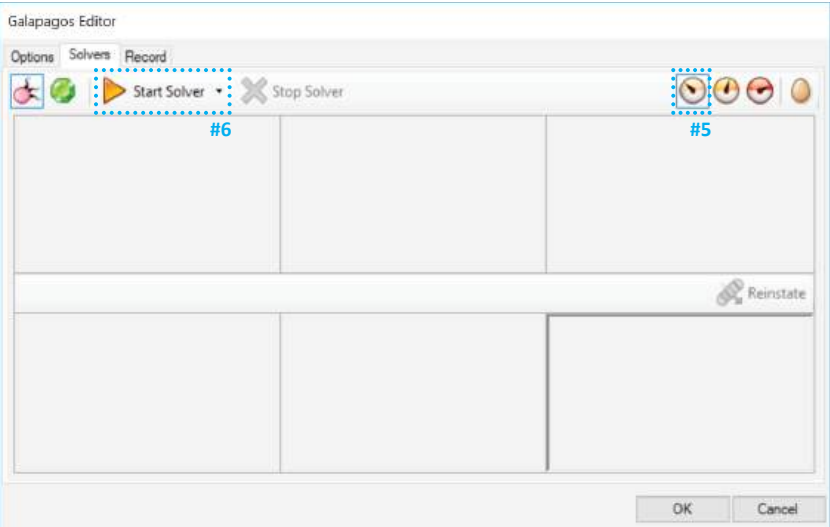 Galapagos Editor
Options Solvers Record
Start Solver Stop Solver
#6 #5
Reinstate
OK Cancel